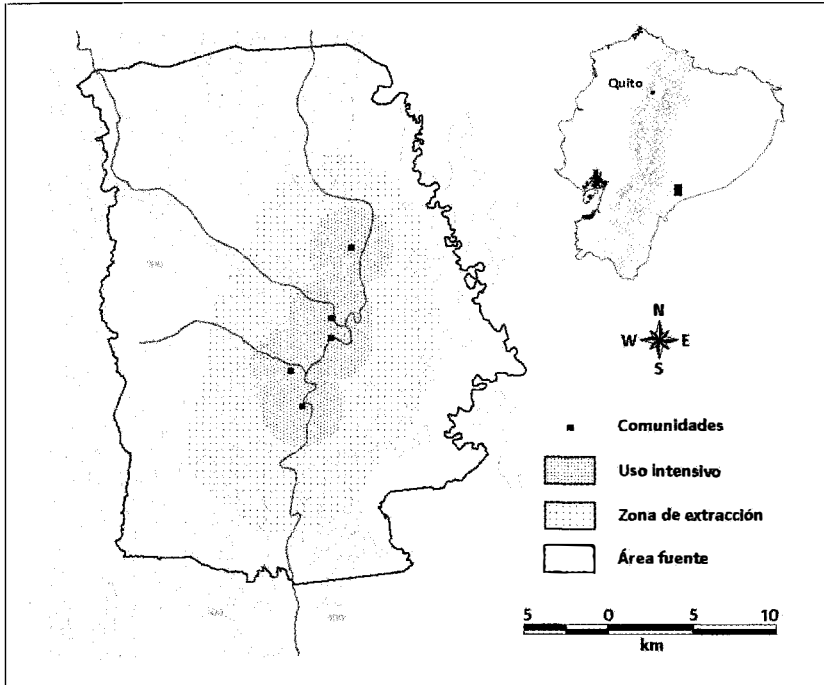 Quito
N
W E
S
Comunidades
Uso intensivo
Zona de extracción
Área fuente
5 0 5 10
km